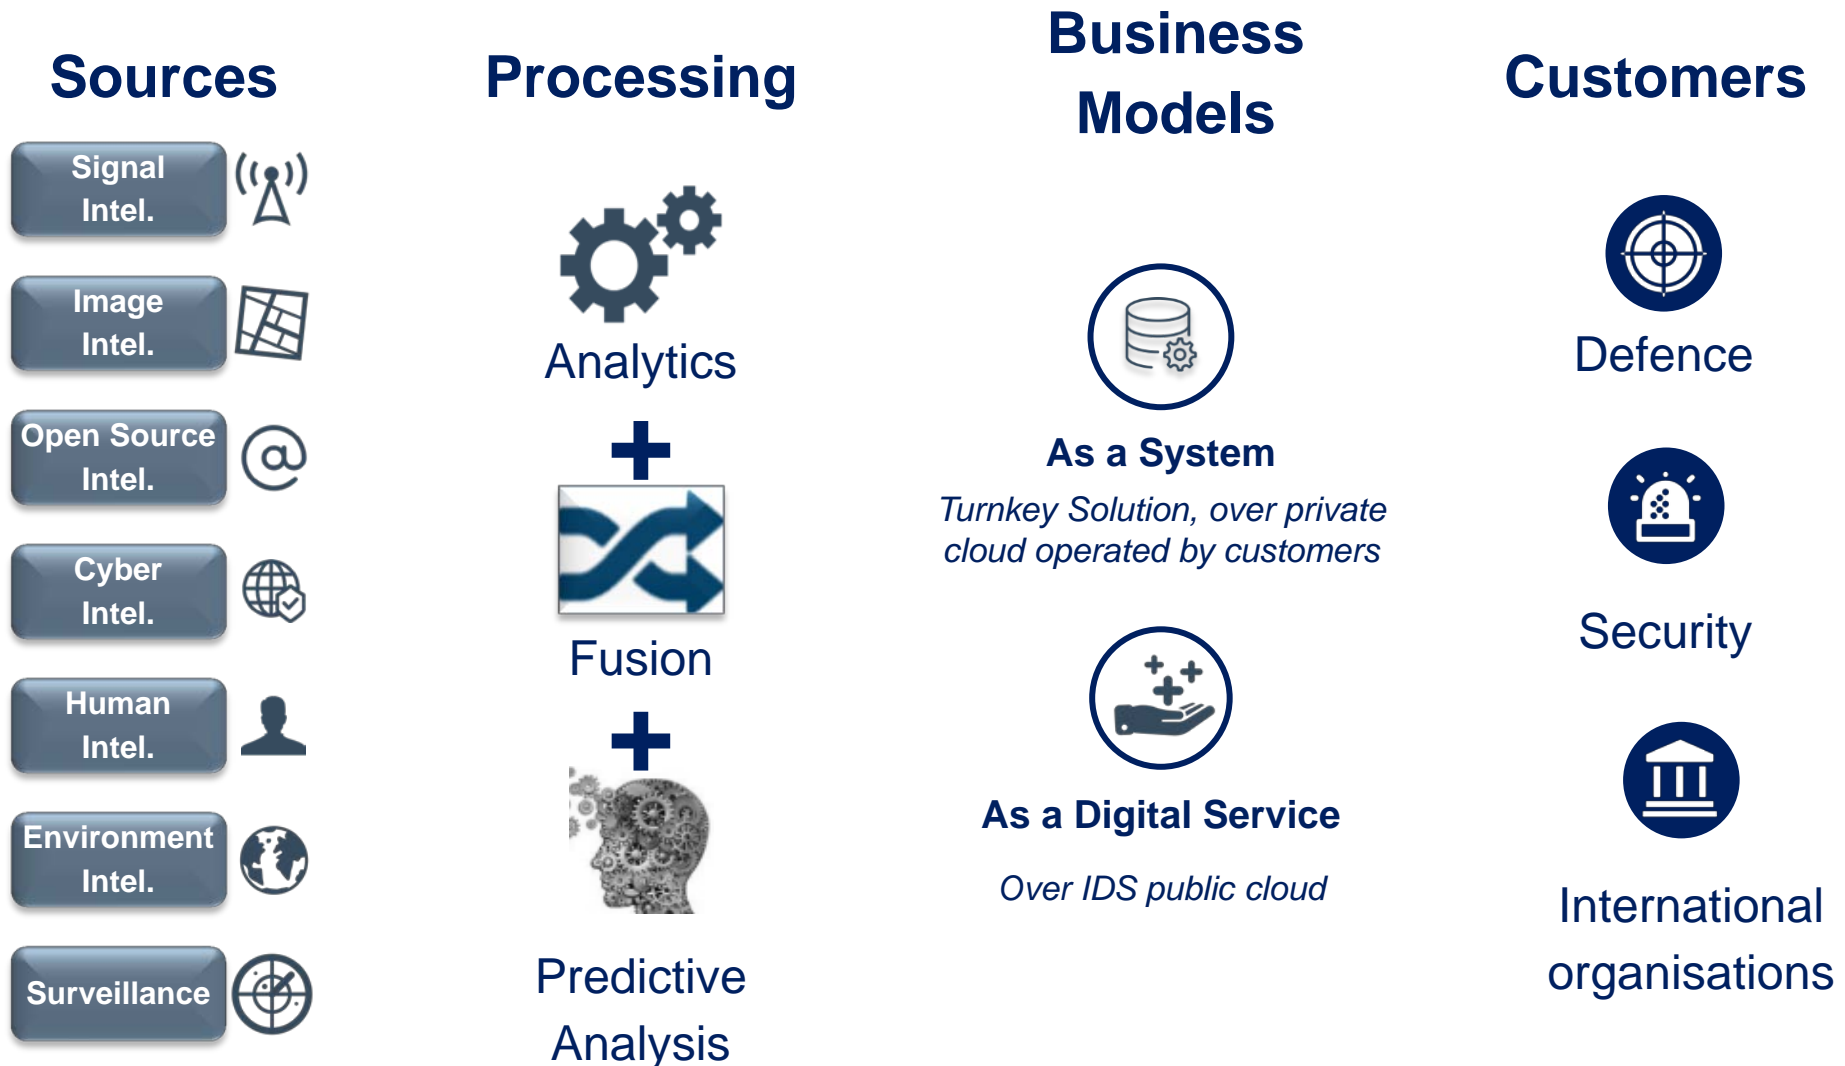 Sources
Signal
Intel.
Image
Intel.
Open Source
Intel.
Cyber
Intel.
Human
Intel.
Environment
Intel.
Surveillance
Processing
Analytics
+
Fusion
+
Predictive
Analysis
Business
Models
As a System
Turnkey Solution, over private
cloud operated by customers
As a Digital Service
Over IDS public cloud
Customers
Defence
Security
International
organisations